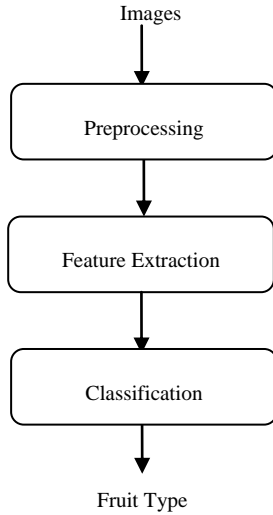 Images
Preprocessing
Feature Extraction
Classification
Fruit Type